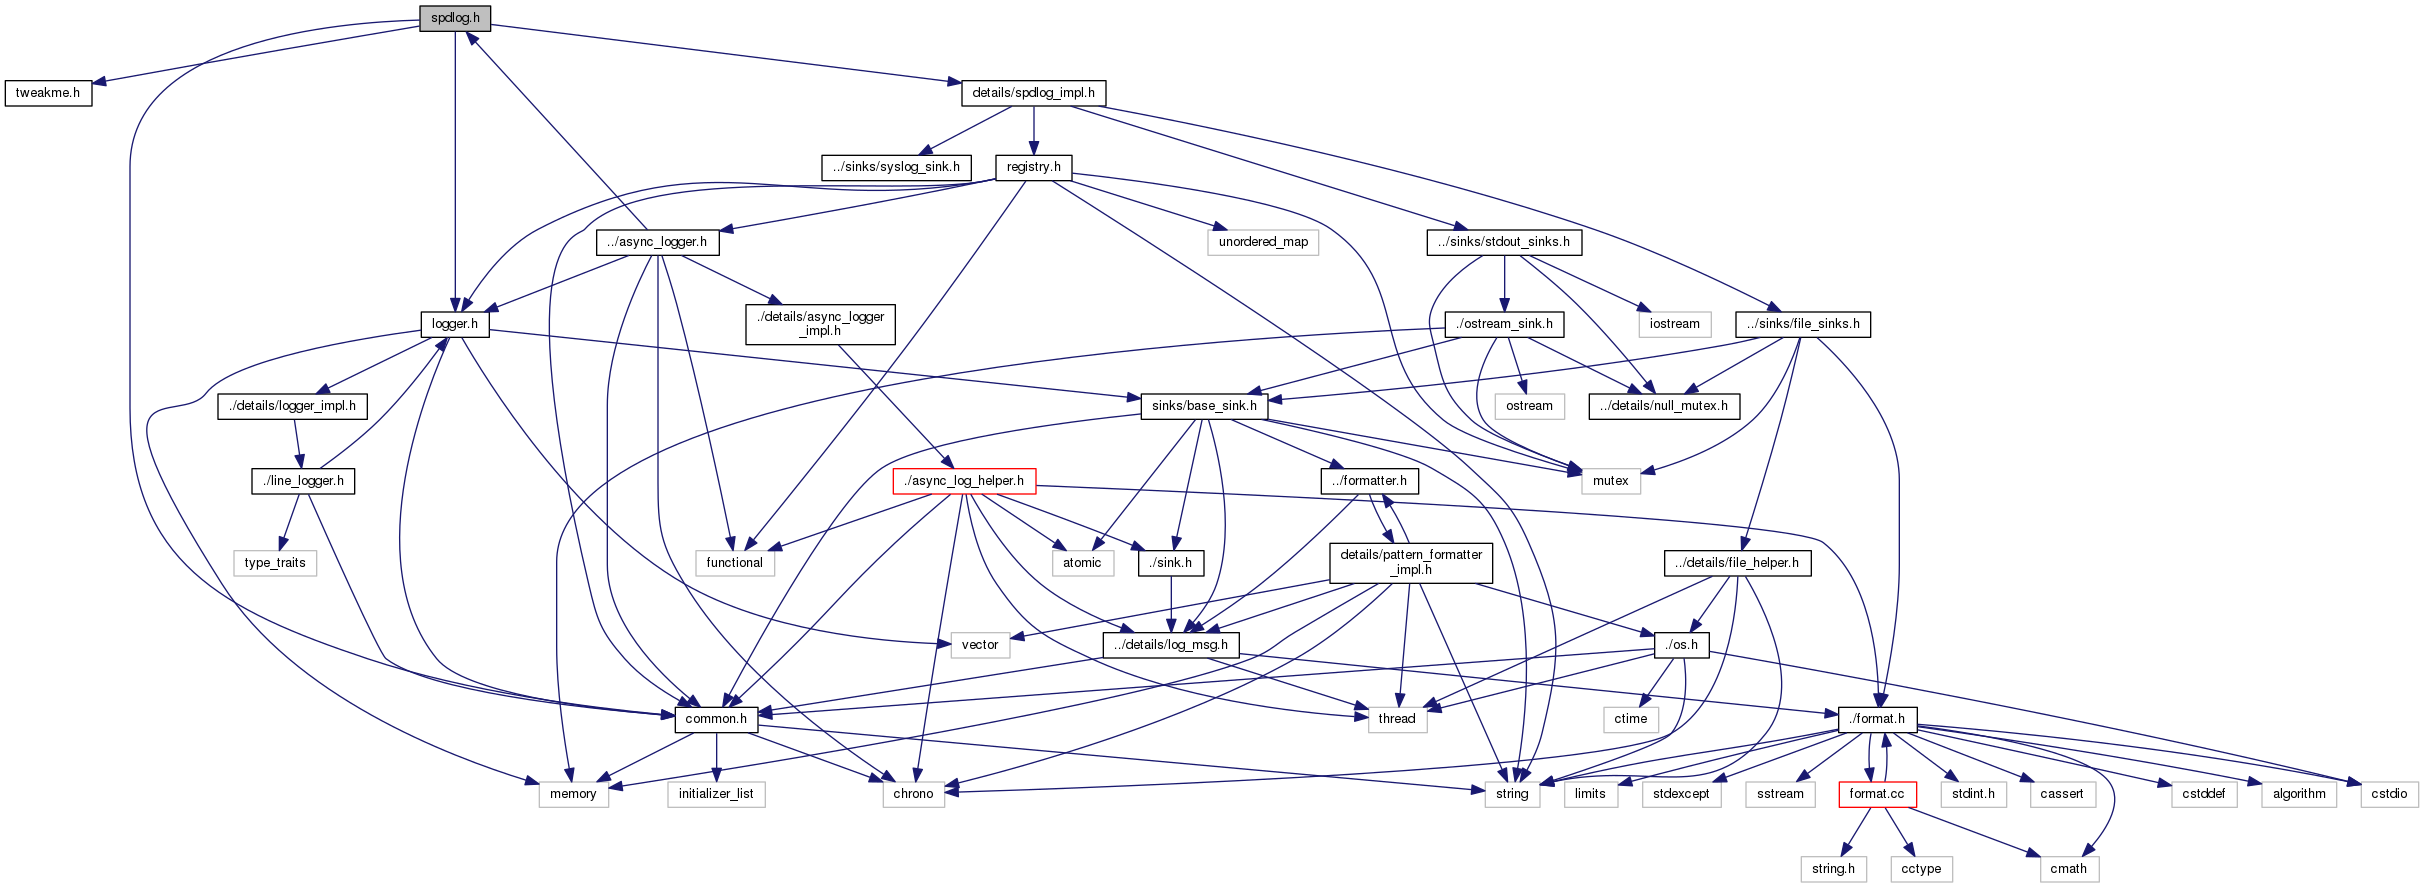 spdlog.h
tweakme.h
details/spdlog_impl.h
../sinks/syslog_sink.h
registry.h
../async_logger.h
unordered_map
../sinks/stdout_sinks.h
logger.h
./details/async_logger
_impl.h
./ostream_sink.h
iostream
../sinks/file_sinks.h
./details/logger_impl.h
sinks/base_sink.h
ostream
../details/null_mutex.h
./line_logger.h
./async_log_helper.h
../formatter.h
mutex
type_traits
functional
atomic
./sink.h
details/pattern_formatter
_impl.h
../details/file_helper.h
vector
../details/log_msg.h
./os.h
common.h
thread
ctime
./format.h
memory
initializer_list
chrono
string
limits
stdexcept
sstream
format.cc
stdint.h
cassert
cstddef
algorithm
cstdio
string.h
cctype
cmath